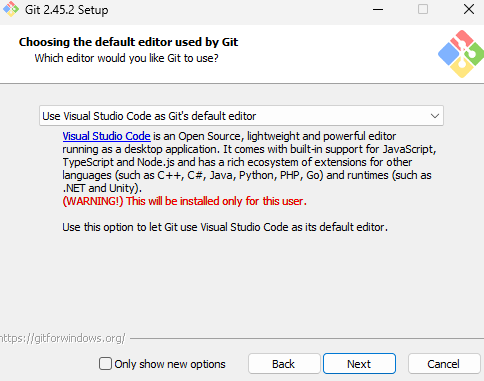 Git 2.45.2 Setup
Choosing the default editor used by Git
Which editor would you like Git to use?
Use Visual Studio Code as Git's default editor
Visual Studio Code is an Open Source, lightweight and powerful editor
running as a desktop application. It comes with built-in support for JavaScript,
TypeScript and Node.js and has a rich ecosystem of extensions for other
languages (such as C++, C#, Java, Python, PHP, Go) and runtimes (such as
.NET and Unity).
(WARNING!) This will be installed only for this user.
Use this option to let Git use Visual Studio Code as its default editor.
https://gitforwindows.org/
Only show new options
Back
Next
Cancel